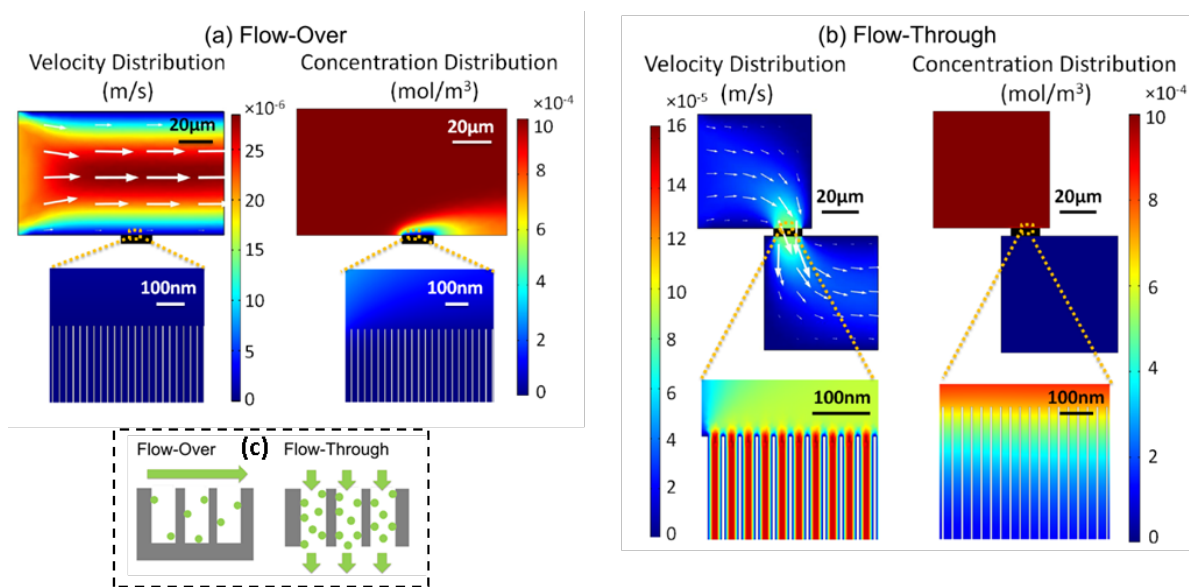 (a) Flow-Over
Velocity Distribution
(m/s)
Concentration Distribution
(mol/m³)
×10⁻⁶
20µm
25
20
15
10
5
0
100nm
×10⁻⁴
20µm
10
8
6
4
2
0
100nm
(b) Flow-Through
Velocity Distribution
(m/s)
Concentration Distribution
(mol/m³)
×10⁻⁵
16
14
12
10
8
6
4
2
0
20µm
100nm
×10⁻⁴
20µm
10
8
6
4
2
0
100nm
(c)
Flow-Over
Flow-Through